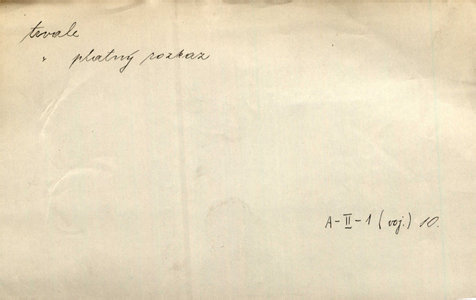 trvale
" platný rozkaz
A-II-1 (voj.) 10.